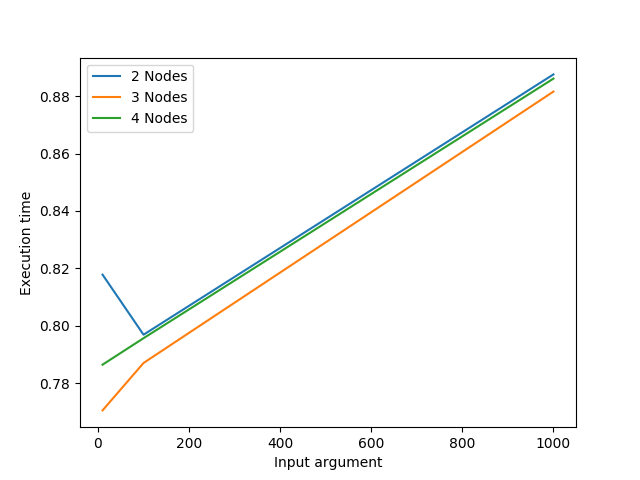 2 Nodes
3 Nodes
4 Nodes
0.88
0.86
0.84
0.82
0.80
0.78
Execution time
0 200 400 600 800 1000
Input argument